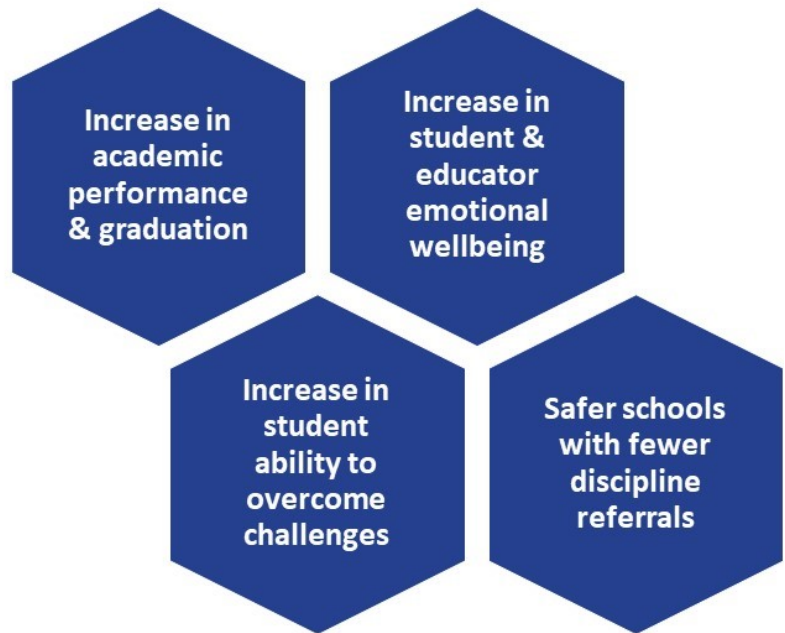 Increase in
academic
performance
& graduation
Increase in
student &
educator
emotional
wellbeing
Increase in
student
ability to
overcome
challenges
Safer schools
with fewer
discipline
referrals